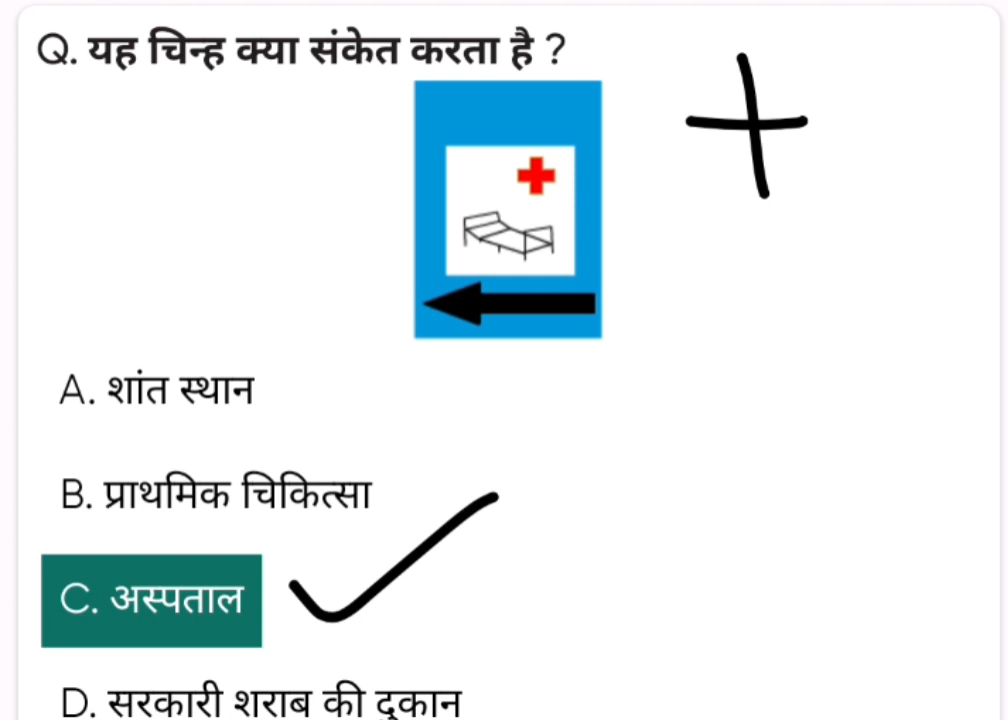 Q. यह चिन्ह क्या संकेत करता है ?
A. शांत स्थान
B. प्राथमिक चिकित्सा
C. अस्पताल
D. सरकारी शराब की दुकान